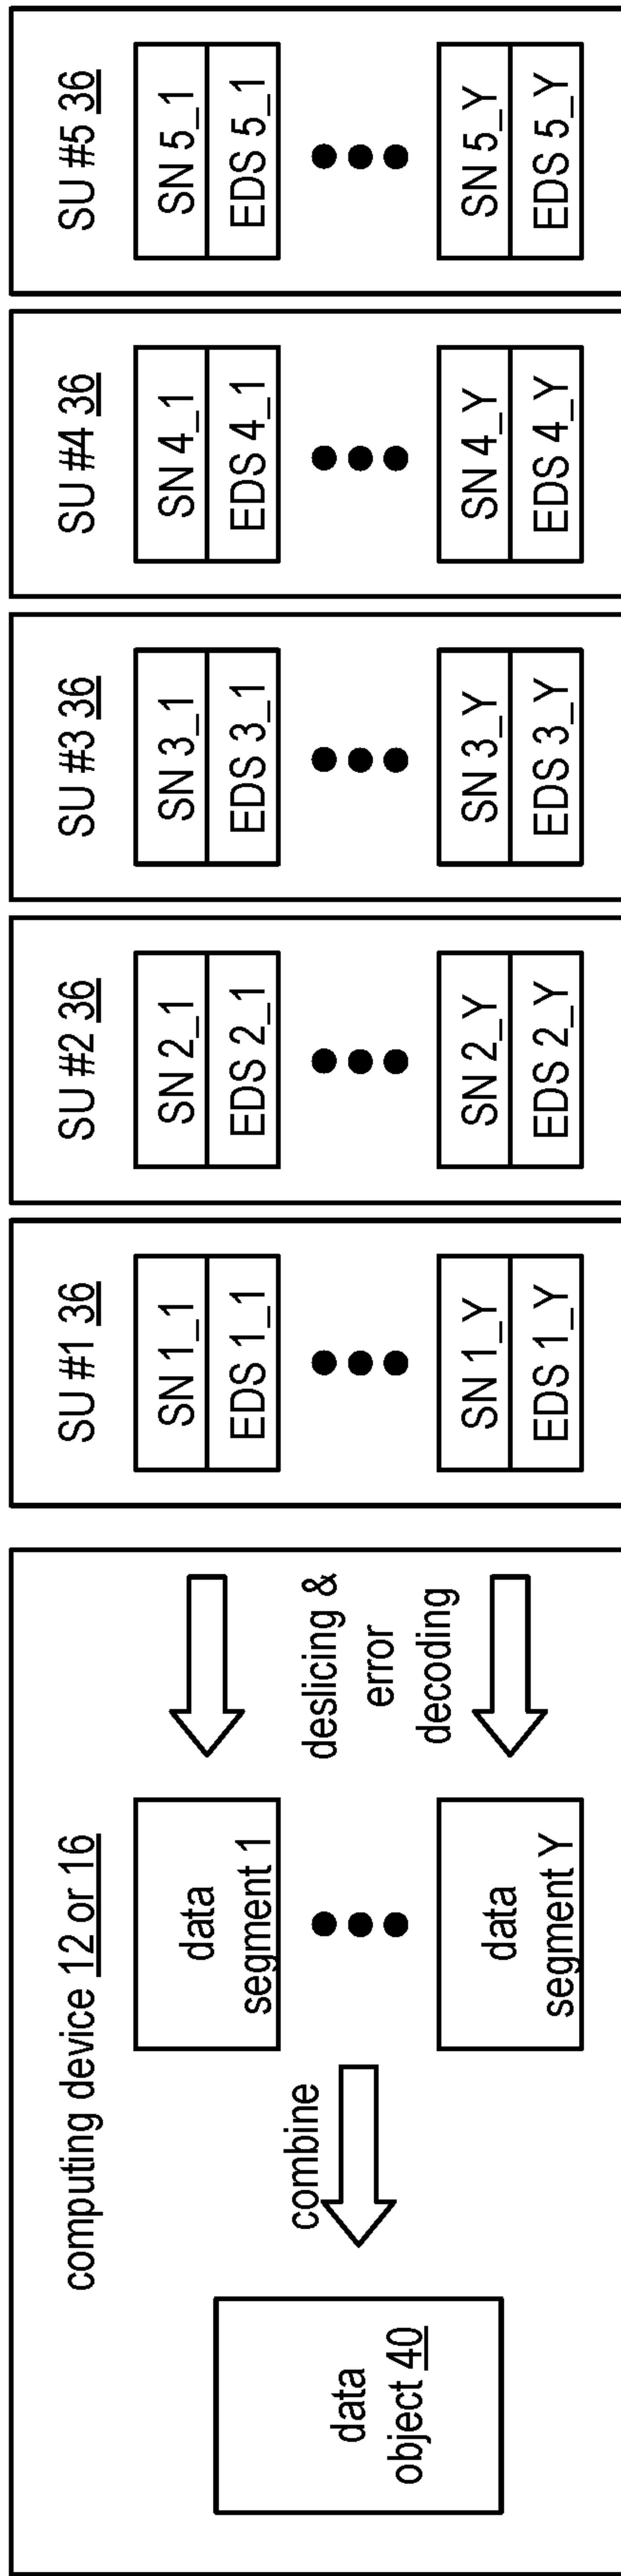 computing device 12 or 16
data
object 40
combine
data
segment 1
data
segment Y
deslicing &
error
decoding
SU #1 36
SN 1_1
EDS 1_1
SN 1_Y
EDS 1_Y
SU #2 36
SN 2_1
EDS 2_1
SN 2_Y
EDS 2_Y
SU #3 36
SN 3_1
EDS 3_1
SN 3_Y
EDS 3_Y
SU #4 36
SN 4_1
EDS 4_1
SN 4_Y
EDS 4_Y
SU #5 36
SN 5_1
EDS 5_1
SN 5_Y
EDS 5_Y